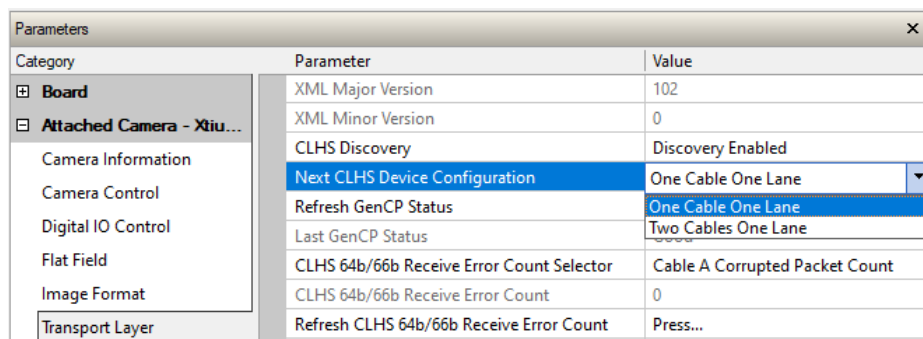 Parameters
Category Parameter Value
Board XML Major Version 102
XML Minor Version 0
Attached Camera - Xtiu... CLHS Discovery Discovery Enabled
Camera Information Next CLHS Device Configuration One Cable One Lane
One Cable One Lane
Camera Control Refresh GenCP Status
Two Cables One Lane
Digital IO Control Last GenCP Status
Flat Field CLHS 64b/66b Receive Error Count Selector Cable A Corrupted Packet Count
Image Format CLHS 64b/66b Receive Error Count 0
Transport Layer Refresh CLHS 64b/66b Receive Error Count Press...